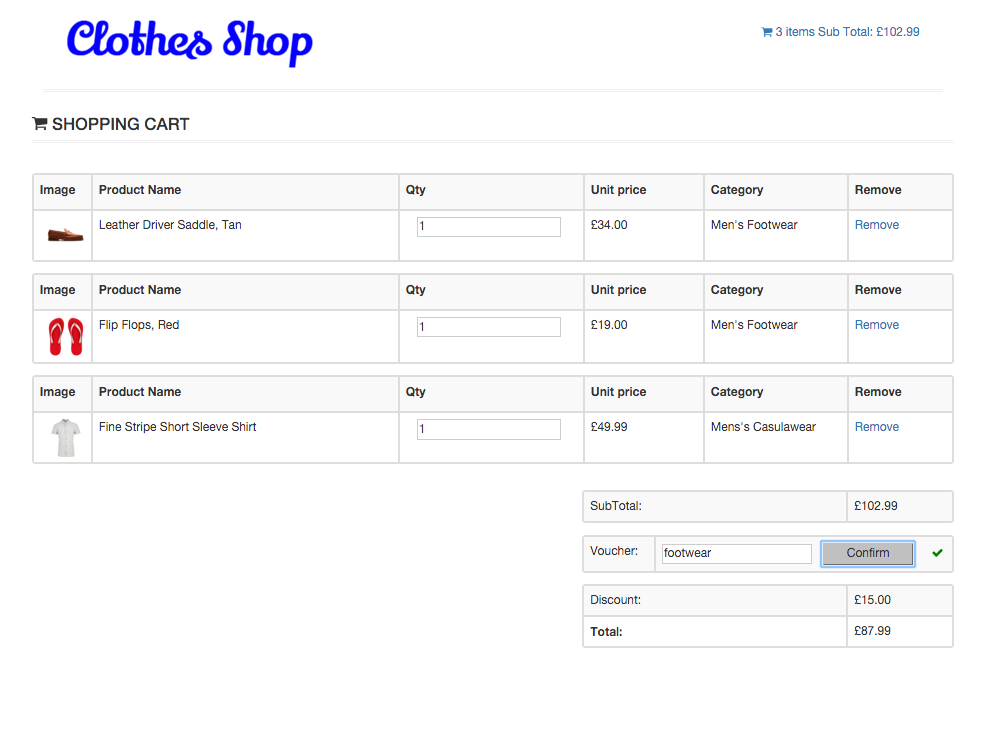 Clothes Shop
3 items Sub Total: £102.99
SHOPPING CART
Image Product Name Qty Unit price Category Remove
Leather Driver Saddle, Tan 1 £34.00 Men's Footwear Remove
Image Product Name Qty Unit price Category Remove
Flip Flops, Red 1 £19.00 Men's Footwear Remove
Image Product Name Qty Unit price Category Remove
Fine Stripe Short Sleeve Shirt 1 £49.99 Mens's Casulawear Remove
SubTotal: £102.99
Voucher: footwear Confirm
Discount: £15.00
Total: £87.99